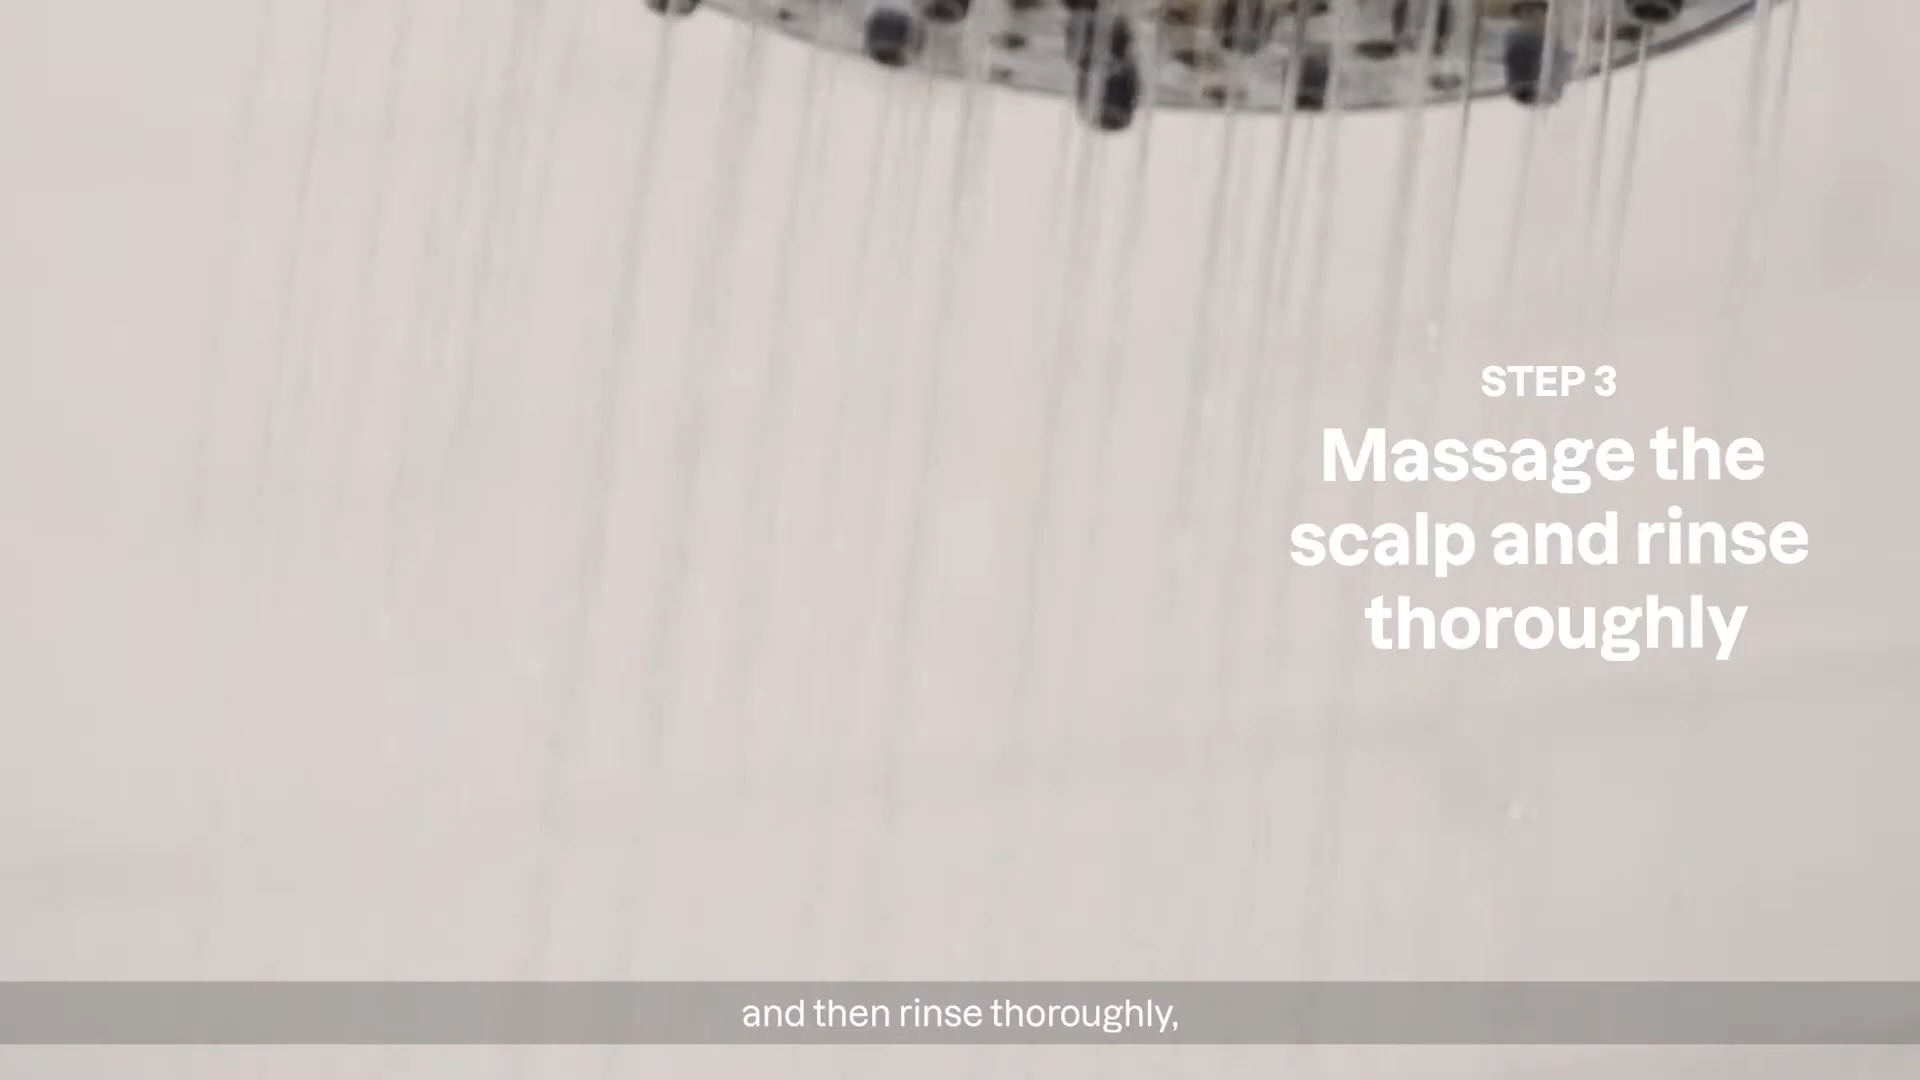 STEP 3
Massage the
scalp and rinse
thoroughly
and then rinse thoroughly,